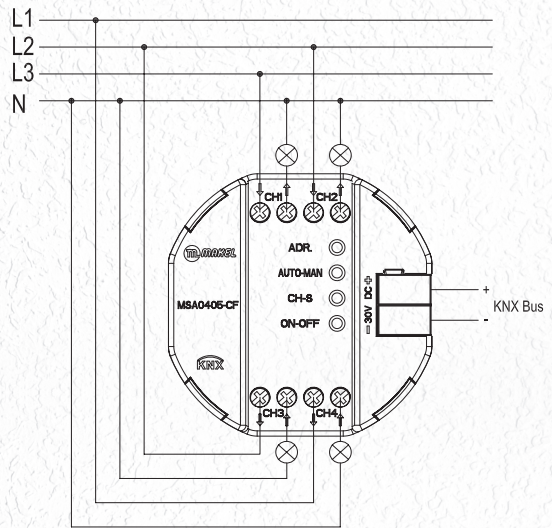 L1
L2
L3
N
CH1 CH2
MAKEL
ADR.
AUTO-MAN
MSA0405-CF
CH-S
ON-OFF
KNX
CH3 CH4
− 30V DC +
+
KNX Bus
-